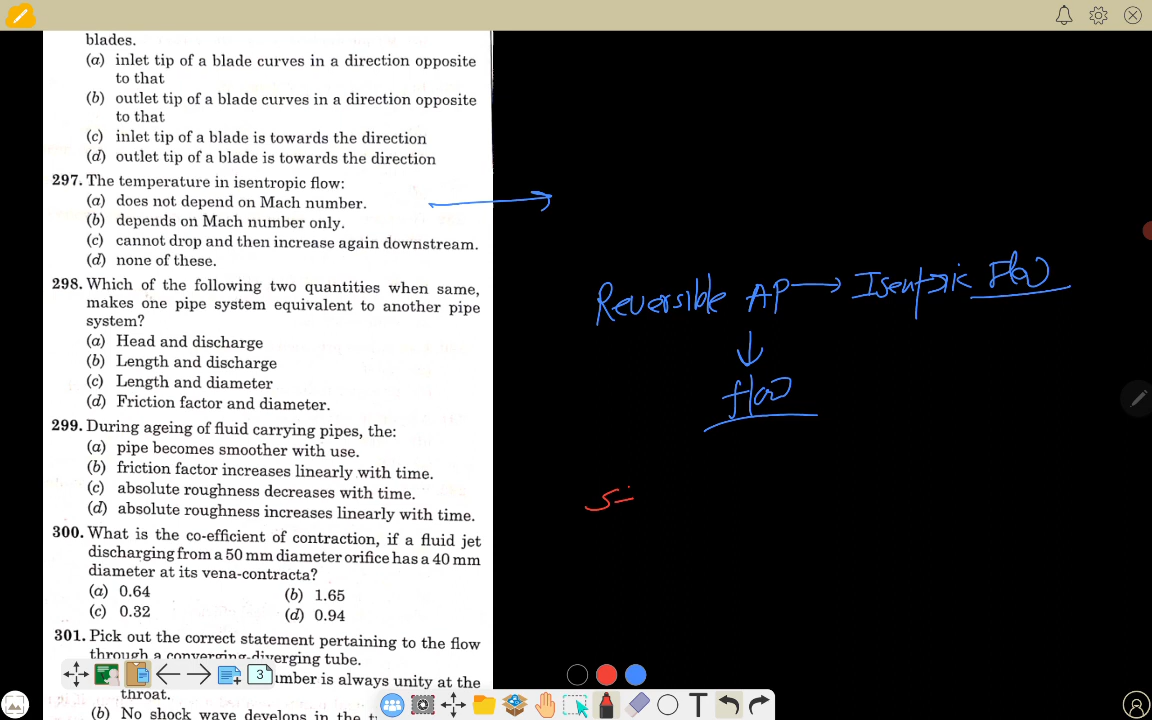 blades.
(a) inlet tip of a blade curves in a direction opposite
to that
(b) outlet tip of a blade curves in a direction opposite
to that
(c) inlet tip of a blade is towards the direction
(d) outlet tip of a blade is towards the direction
297. The temperature in isentropic flow:
(a) does not depend on Mach number.
(b) depends on Mach number only.
(c) cannot drop and then increase again downstream.
(d) none of these.
298. Which of the following two quantities when same,
makes one pipe system equivalent to another pipe
system?
(a) Head and discharge
(b) Length and discharge
(c) Length and diameter
(d) Friction factor and diameter.
299. During ageing of fluid carrying pipes, the:
(a) pipe becomes smoother with use.
(b) friction factor increases linearly with time.
(c) absolute roughness decreases with time.
(d) absolute roughness increases linearly with time.
300. What is the co-efficient of contraction, if a fluid jet
discharging from a 50 mm diameter orifice has a 40 mm
diameter at its vena-contracta?
(a) 0.64 (b) 1.65
(c) 0.32 (d) 0.94
301. Pick out the correct statement pertaining to the flow
through a converging-diverging tube.
umber is always unity at the
throat.
(b) No shock wave develops in the t
3
T
Reversible AP → Isentric Flow
↓
flow
S=